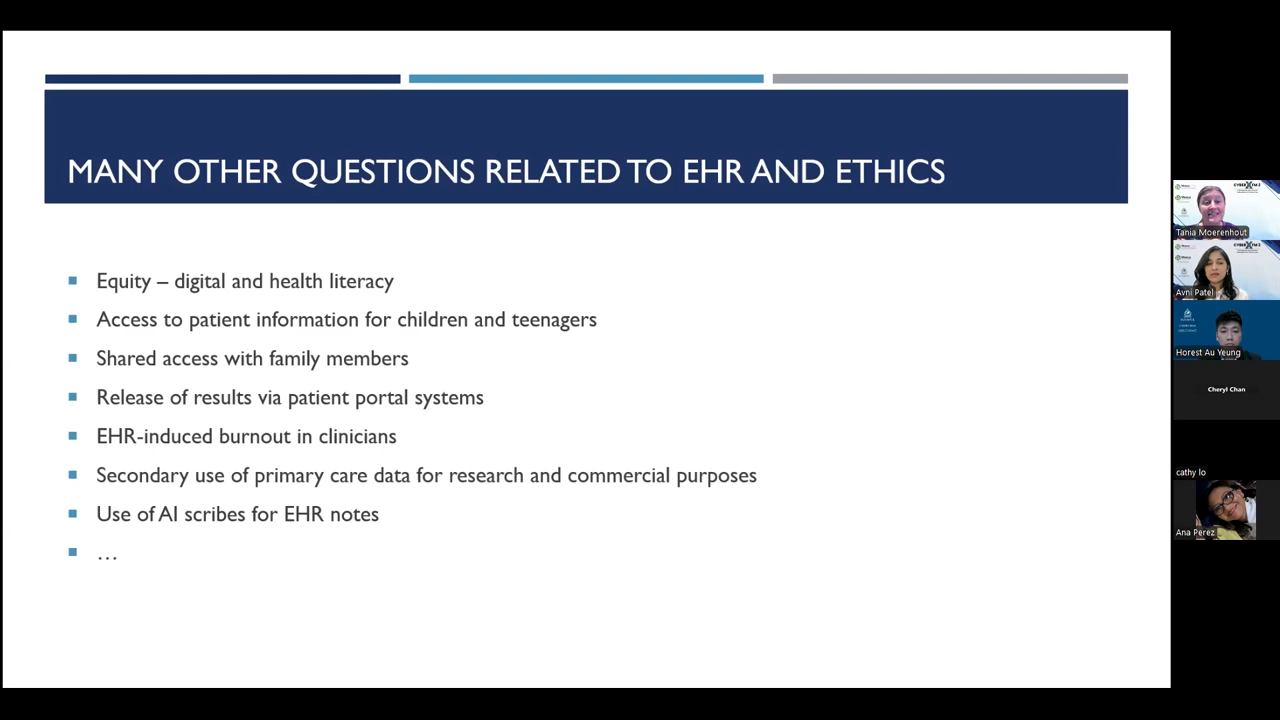 MANY OTHER QUESTIONS RELATED TO EHR AND ETHICS
Equity – digital and health literacy
Access to patient information for children and teenagers
Shared access with family members
Release of results via patient portal systems
EHR-induced burnout in clinicians
Secondary use of primary care data for research and commercial purposes
Use of AI scribes for EHR notes
…
Tania Moerenhout
Avni Patel
Horest Au Yeung
Cheryl Chan
cathy lo
Ana Perez